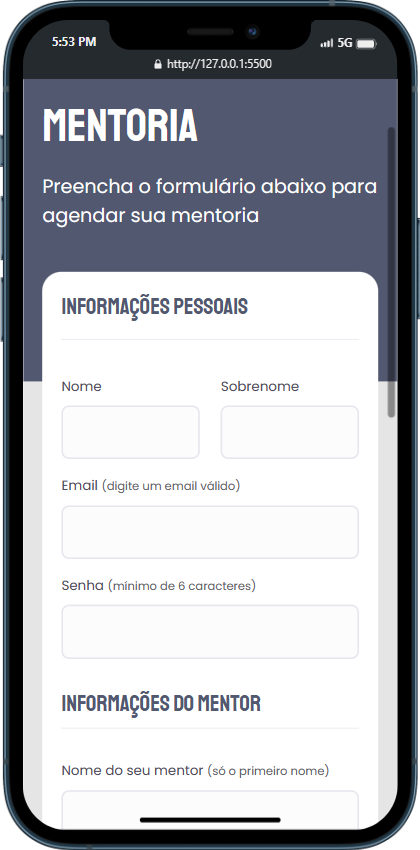 5:53 PM 5G
http://127.0.0.1:5500
MENTORIA
Preencha o formulário abaixo para
agendar sua mentoria
INFORMAÇÕES PESSOAIS
Nome Sobrenome
Email (digite um email válido)
Senha (mínimo de 6 caracteres)
INFORMAÇÕES DO MENTOR
Nome do seu mentor (só o primeiro nome)